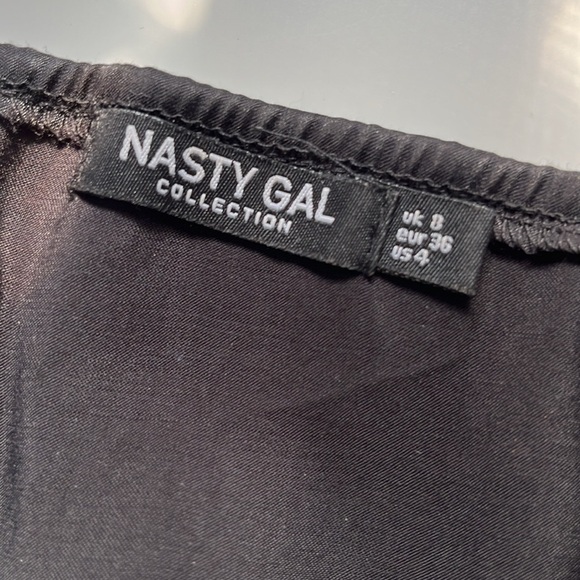 NASTY GAL
COLLECTION
uk 8
eur 36
us 4